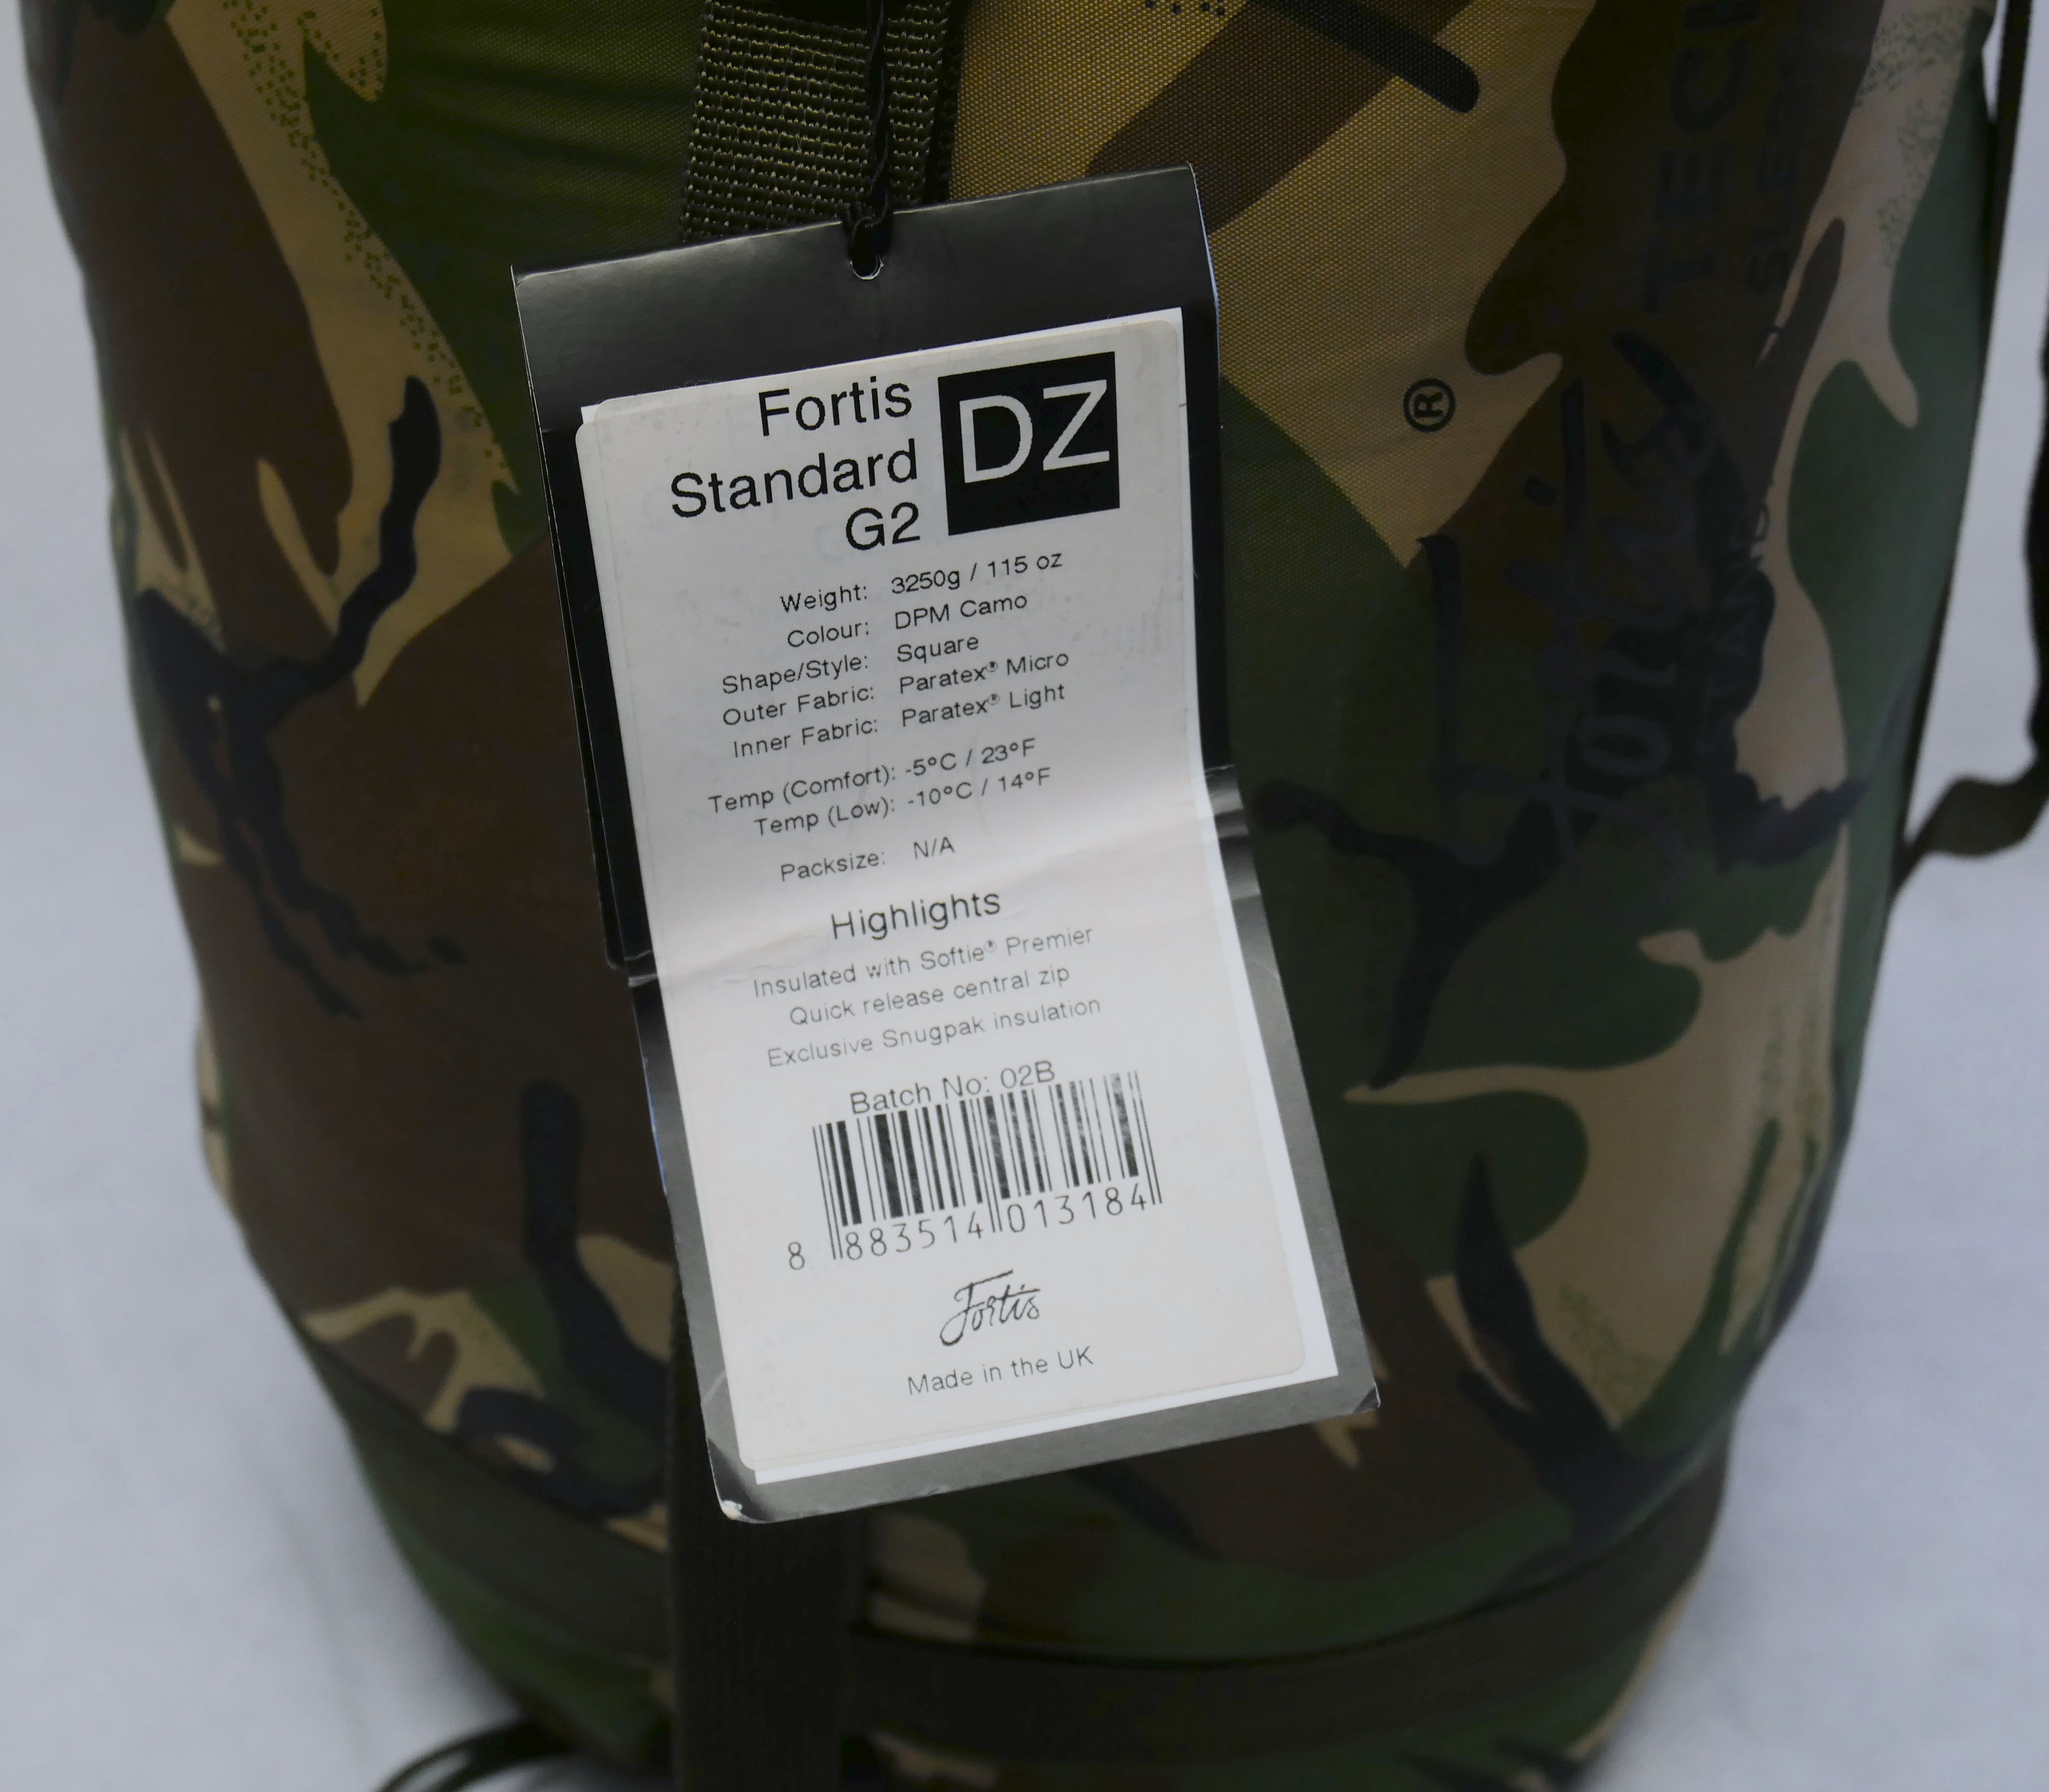 Fortis
Standard
G2
DZ
Weight: 3250g / 115 oz
Colour: DPM Camo
Shape/Style: Square
Outer Fabric: Paratex® Micro
Inner Fabric: Paratex® Light
Temp (Comfort): -5°C / 23°F
Temp (Low): -10°C / 14°F
Packsize: N/A
Highlights
Insulated with Softie® Premier
Quick release central zip
Exclusive Snugpak insulation
Batch No: 02B
8 883514 013184
Fortis
Made in the UK
®
Fortis
TECH